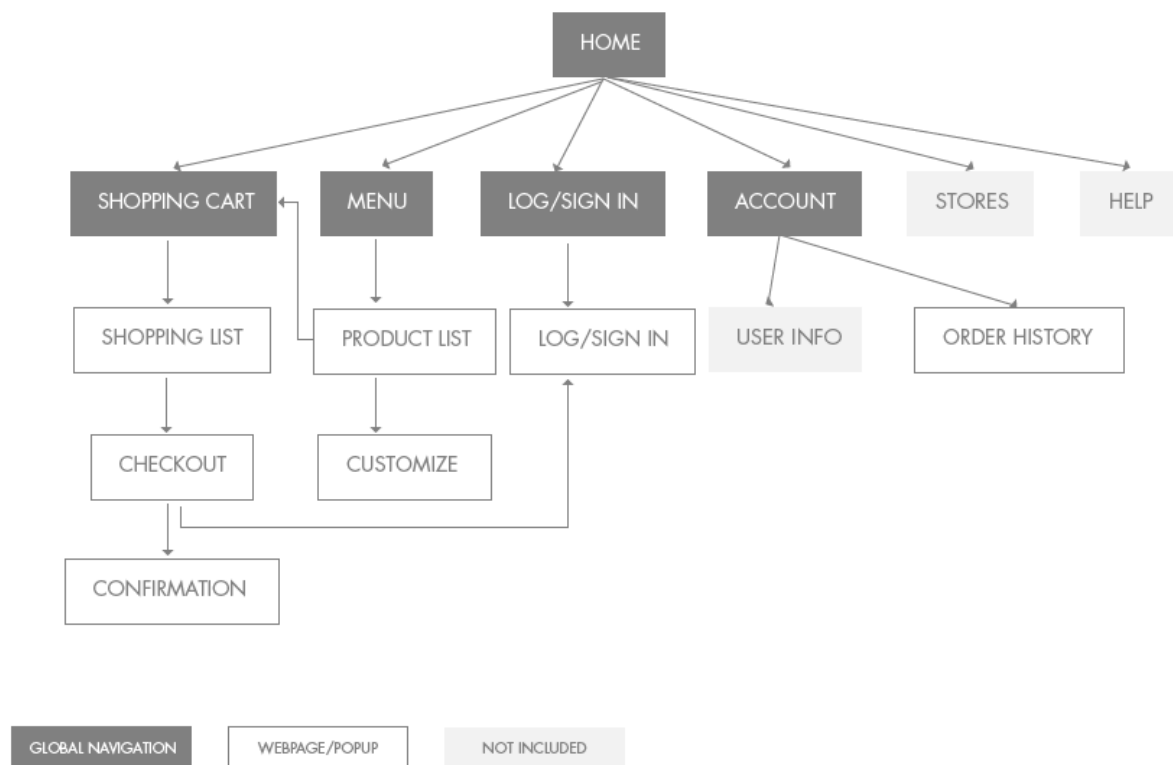 HOME
SHOPPING CART
MENU
LOG/SIGN IN
ACCOUNT
STORES
HELP
SHOPPING LIST
PRODUCT LIST
LOG/SIGN IN
USER INFO
ORDER HISTORY
CHECKOUT
CUSTOMIZE
CONFIRMATION
GLOBAL NAVIGATION
WEBPAGE/POPUP
NOT INCLUDED